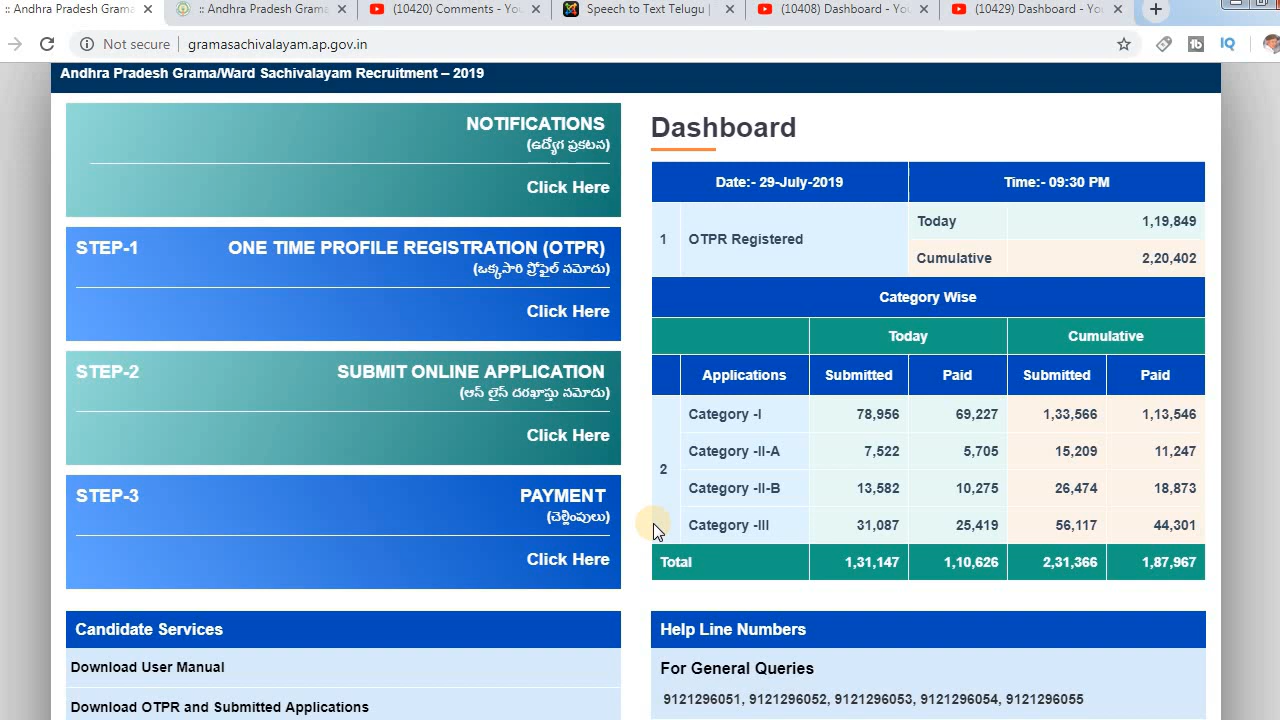 :: Andhra Pradesh Grama
:: Andhra Pradesh Grama
(10420) Comments - You
Speech to Text Telugu |
(10408) Dashboard - You
(10429) Dashboard - You
Not secure | gramasachivalayam.ap.gov.in
Andhra Pradesh Grama/Ward Sachivalayam Recruitment – 2019
NOTIFICATIONS
(ఉద్యోగ ప్రకటన)
Click Here
STEP-1 ONE TIME PROFILE REGISTRATION (OTPR)
(ఒక్కసారి ప్రోఫైల్ నమోదు)
Click Here
STEP-2 SUBMIT ONLINE APPLICATION
(ఆన్ లైన్ దరఖాస్తు నమోదు)
Click Here
STEP-3 PAYMENT
(చెల్లింపులు)
Click Here
Candidate Services
Download User Manual
Download OTPR and Submitted Applications
Dashboard
Date:- 29-July-2019 Time:- 09:30 PM
1 OTPR Registered Today 1,19,849
Cumulative 2,20,402
Category Wise
Today Cumulative
Applications Submitted Paid Submitted Paid
2
Category -I 78,956 69,227 1,33,566 1,13,546
Category -II-A 7,522 5,705 15,209 11,247
Category -II-B 13,582 10,275 26,474 18,873
Category -III 31,087 25,419 56,117 44,301
Total 1,31,147 1,10,626 2,31,366 1,87,967
Help Line Numbers
For General Queries
9121296051, 9121296052, 9121296053, 9121296054, 9121296055